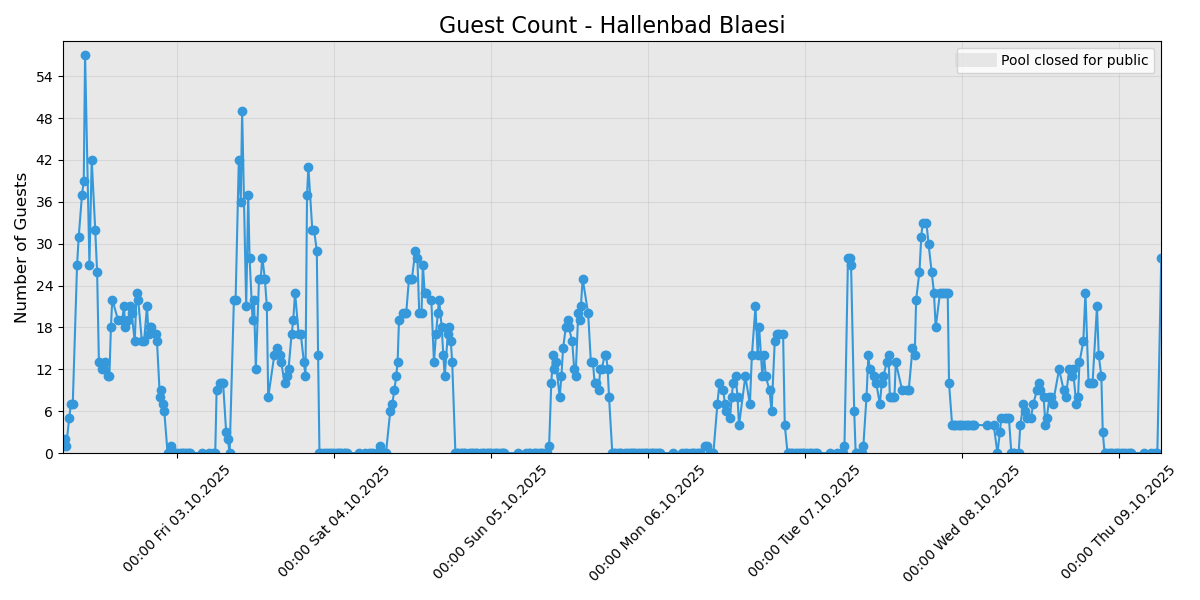 Guest Count - Hallenbad Blaesi
Pool closed for public
Number of Guests
54
48
42
36
30
24
18
12
6
0
00:00 Fri 03.10.2025
00:00 Sat 04.10.2025
00:00 Sun 05.10.2025
00:00 Mon 06.10.2025
00:00 Tue 07.10.2025
00:00 Wed 08.10.2025
00:00 Thu 09.10.2025